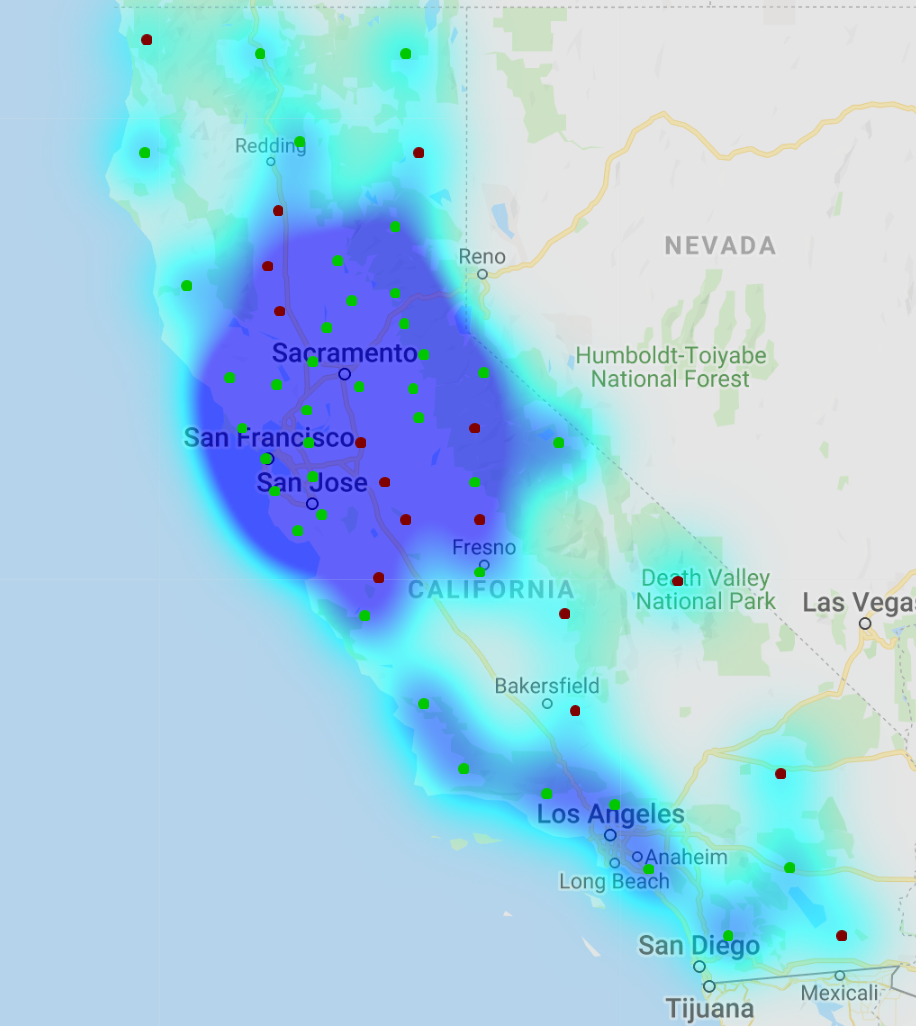 Redding
Reno
NEVADA
Sacramento
Humboldt-Toiyabe
National Forest
San Francisco
San Jose
Fresno
CALIFORNIA
Death Valley
National Park
Las Vegas
Bakersfield
Los Angeles
Anaheim
Long Beach
San Diego
Mexicali
Tijuana